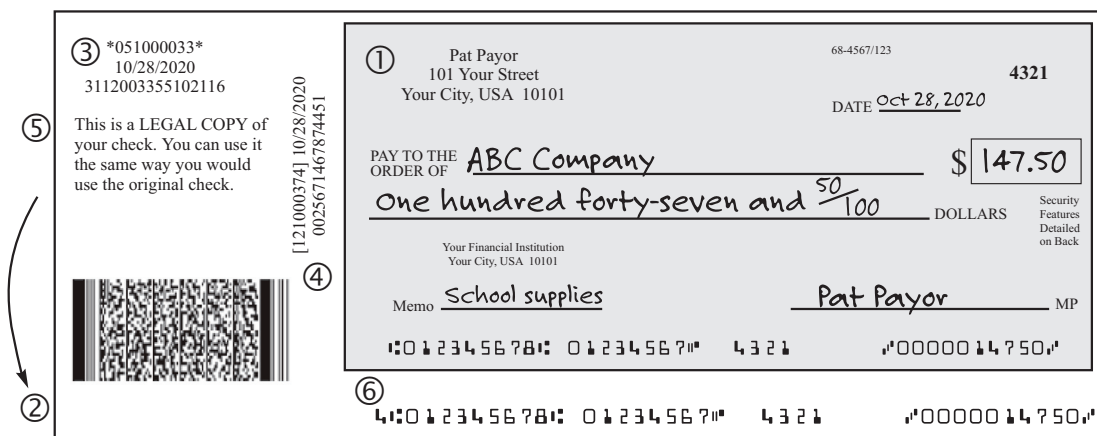 ③ *051000033*
10/28/2020
3112003355102116
⑤ This is a LEGAL COPY of
your check. You can use it
the same way you would
use the original check.
②
[121000374] 10/28/2020
0025671467874451
④
① Pat Payor
101 Your Street
Your City, USA 10101
68-4567/123
4321
DATE Oct 28, 2020
PAY TO THE
ORDER OF ABC Company $ 147.50
One hundred forty-seven and 50/100 DOLLARS
Security
Features
Detailed
on Back
Your Financial Institution
Your City, USA 10101
Memo School supplies Pat Payor MP
⑆012345678⑆ 01234567⑈ 4321 ⑇0000014750⑇
⑥
4⑆012345678⑆ 01234567⑈ 4321 ⑇0000014750⑇